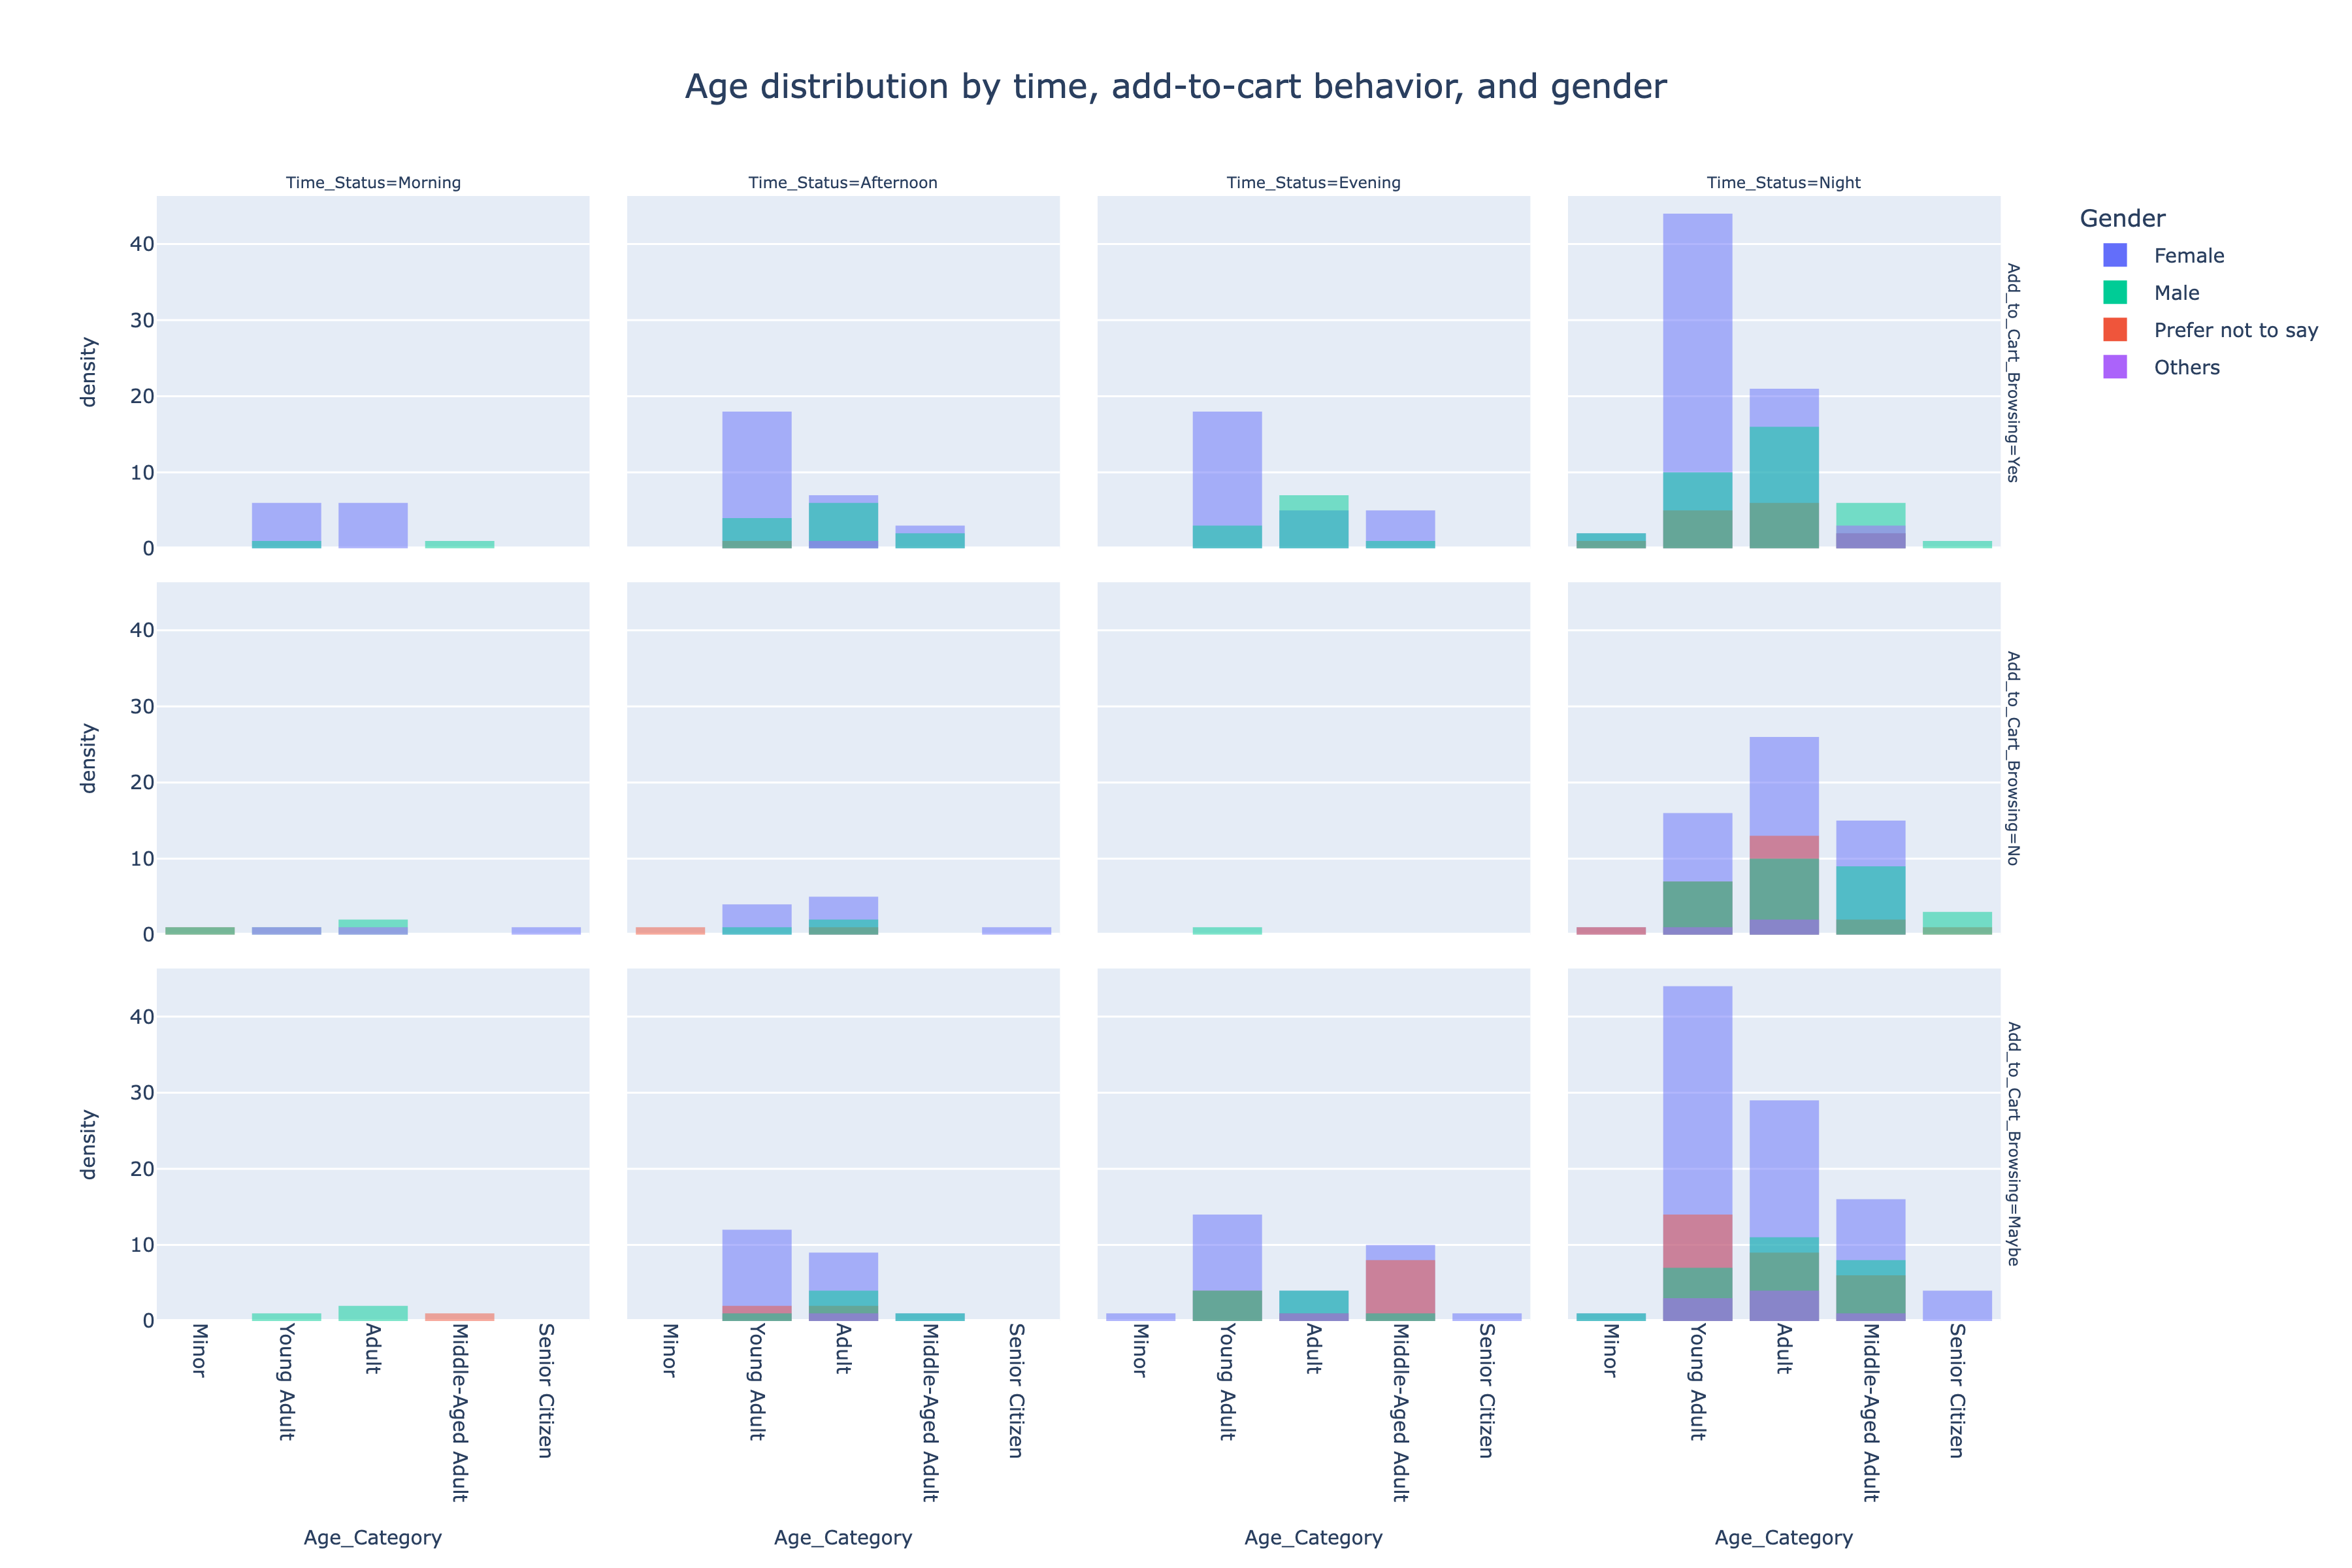 Age distribution by time, add-to-cart behavior, and gender
Time_Status=Morning
Time_Status=Afternoon
Time_Status=Evening
Time_Status=Night
Gender
Female
Male
Prefer not to say
Others
density
40
30
20
10
0
Add_to_Cart_Browsing=Yes
density
40
30
20
10
0
Add_to_Cart_Browsing=No
density
40
30
20
10
0
Add_to_Cart_Browsing=Maybe
Minor
Young Adult
Adult
Middle-Aged Adult
Senior Citizen
Minor
Young Adult
Adult
Middle-Aged Adult
Senior Citizen
Minor
Young Adult
Adult
Middle-Aged Adult
Senior Citizen
Minor
Young Adult
Adult
Middle-Aged Adult
Senior Citizen
Age_Category
Age_Category
Age_Category
Age_Category